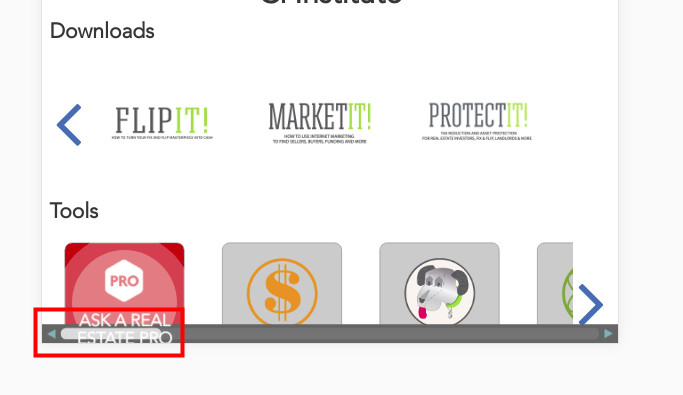 Downloads
FLIPIT!
HOW TO TURN YOUR FIX AND FLIP MASTERPIECE INTO CASH
MARKETIT!
HOW TO USE INTERNET MARKETING
TO FIND SELLERS, BUYERS, FUNDING AND MORE
PROTECTIT!
TAX REDUCTION AND ASSET PROTECTION
FOR REAL ESTATE INVESTORS, FIX & FLIP, LANDLORDS & MORE
Tools
PRO
ASK A REAL
ESTATE PRO
$